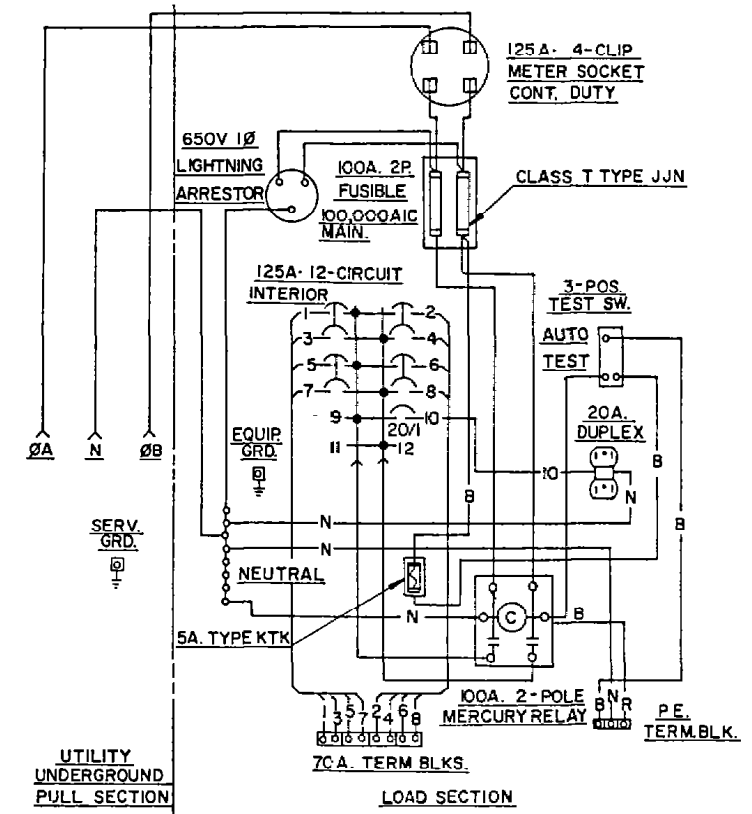 125A- 4-CLIP
METER SOCKET
CONT. DUTY
650V 1Ø
LIGHTNING
ARRESTOR
100A. 2P.
FUSIBLE
100,000AIC
MAIN.
CLASS T TYPE JJN
125A-12-CIRCUIT
INTERIOR
3-POS.
TEST SW.
AUTO
TEST
1
2
3
4
5
6
7
8
9
10
20/1
11
12
20A.
DUPLEX
10
N
B
B
B
ØA
N
ØB
EQUIP.
GRD.
SERV.
GRD.
N
N
NEUTRAL
N
C
B
5A. TYPE KTK
100A. 2-POLE
MERCURY RELAY
B N R
P.E.
TERM.BLK.
1 3 5 7 2 4 6 8
70A. TERM BLKS.
UTILITY
UNDERGROUND
PULL SECTION
LOAD SECTION